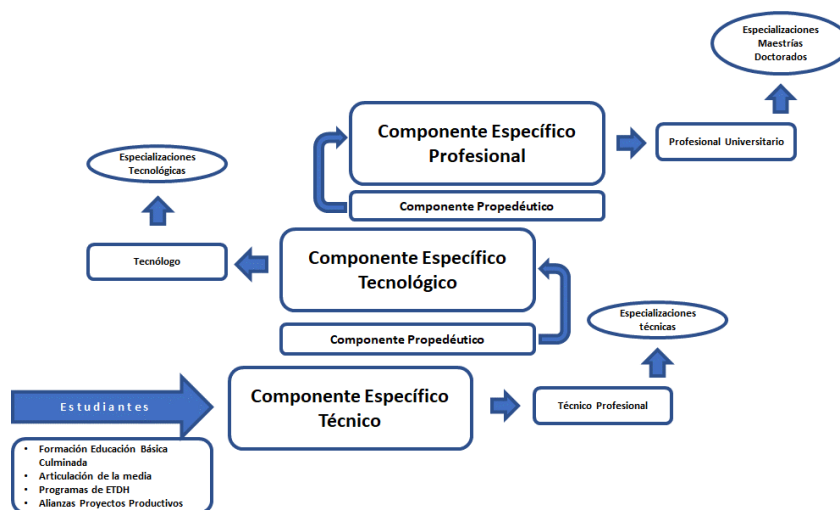 Especializaciones
Maestrías
Doctorados
Componente Específico
Profesional
Profesional Universitario
Especializaciones
Tecnológicas
Componente Propedéutico
Componente Específico
Tecnológico
Tecnólogo
Especializaciones
técnicas
Componente Propedéutico
Componente Específico
Técnico
Técnico Profesional
Estudiantes
• Formación Educación Básica
Culminada
• Articulación de la media
• Programas de ETDH
• Alianzas Proyectos Productivos